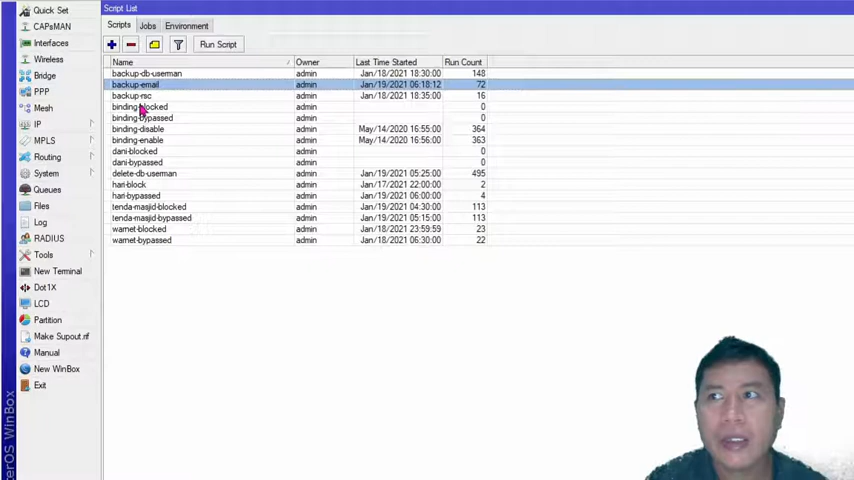 Quick Set
CAPsMAN
Interfaces
Wireless
Bridge
PPP
Mesh
IP
MPLS
Routing
System
Queues
Files
Log
RADIUS
Tools
New Terminal
Dot1X
LCD
Partition
Make Supout.rif
Manual
New WinBox
Exit
terOS WinBox
Script List
Scripts Jobs Environment
Run Script
Name / Owner Last Time Started Run Count
backup-db-userman admin Jan/18/2021 18:30:00 148
backup-email admin Jan/19/2021 06:18:12 72
backup-rsc admin Jan/18/2021 18:35:00 16
binding-blocked admin 0
binding-bypassed admin 0
binding-disable admin May/14/2020 16:55:00 364
binding-enable admin May/14/2020 16:56:00 363
dani-blocked admin 0
dani-bypassed admin 0
delete-db-userman admin Jan/19/2021 05:25:00 495
hari-block admin Jan/17/2021 22:00:00 2
hari-bypassed admin Jan/19/2021 06:00:00 4
tenda-masjid-blocked admin Jan/19/2021 04:30:00 113
tenda-masjid-bypassed admin Jan/19/2021 05:15:00 113
warnet-blocked admin Jan/18/2021 23:59:59 23
warnet-bypassed admin Jan/18/2021 06:30:00 22